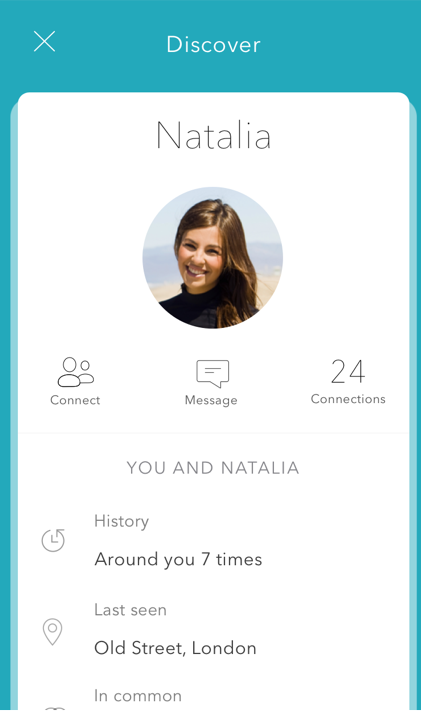 Discover
Natalia
Connect
Message
24
Connections
YOU AND NATALIA
History
Around you 7 times
Last seen
Old Street, London
In common